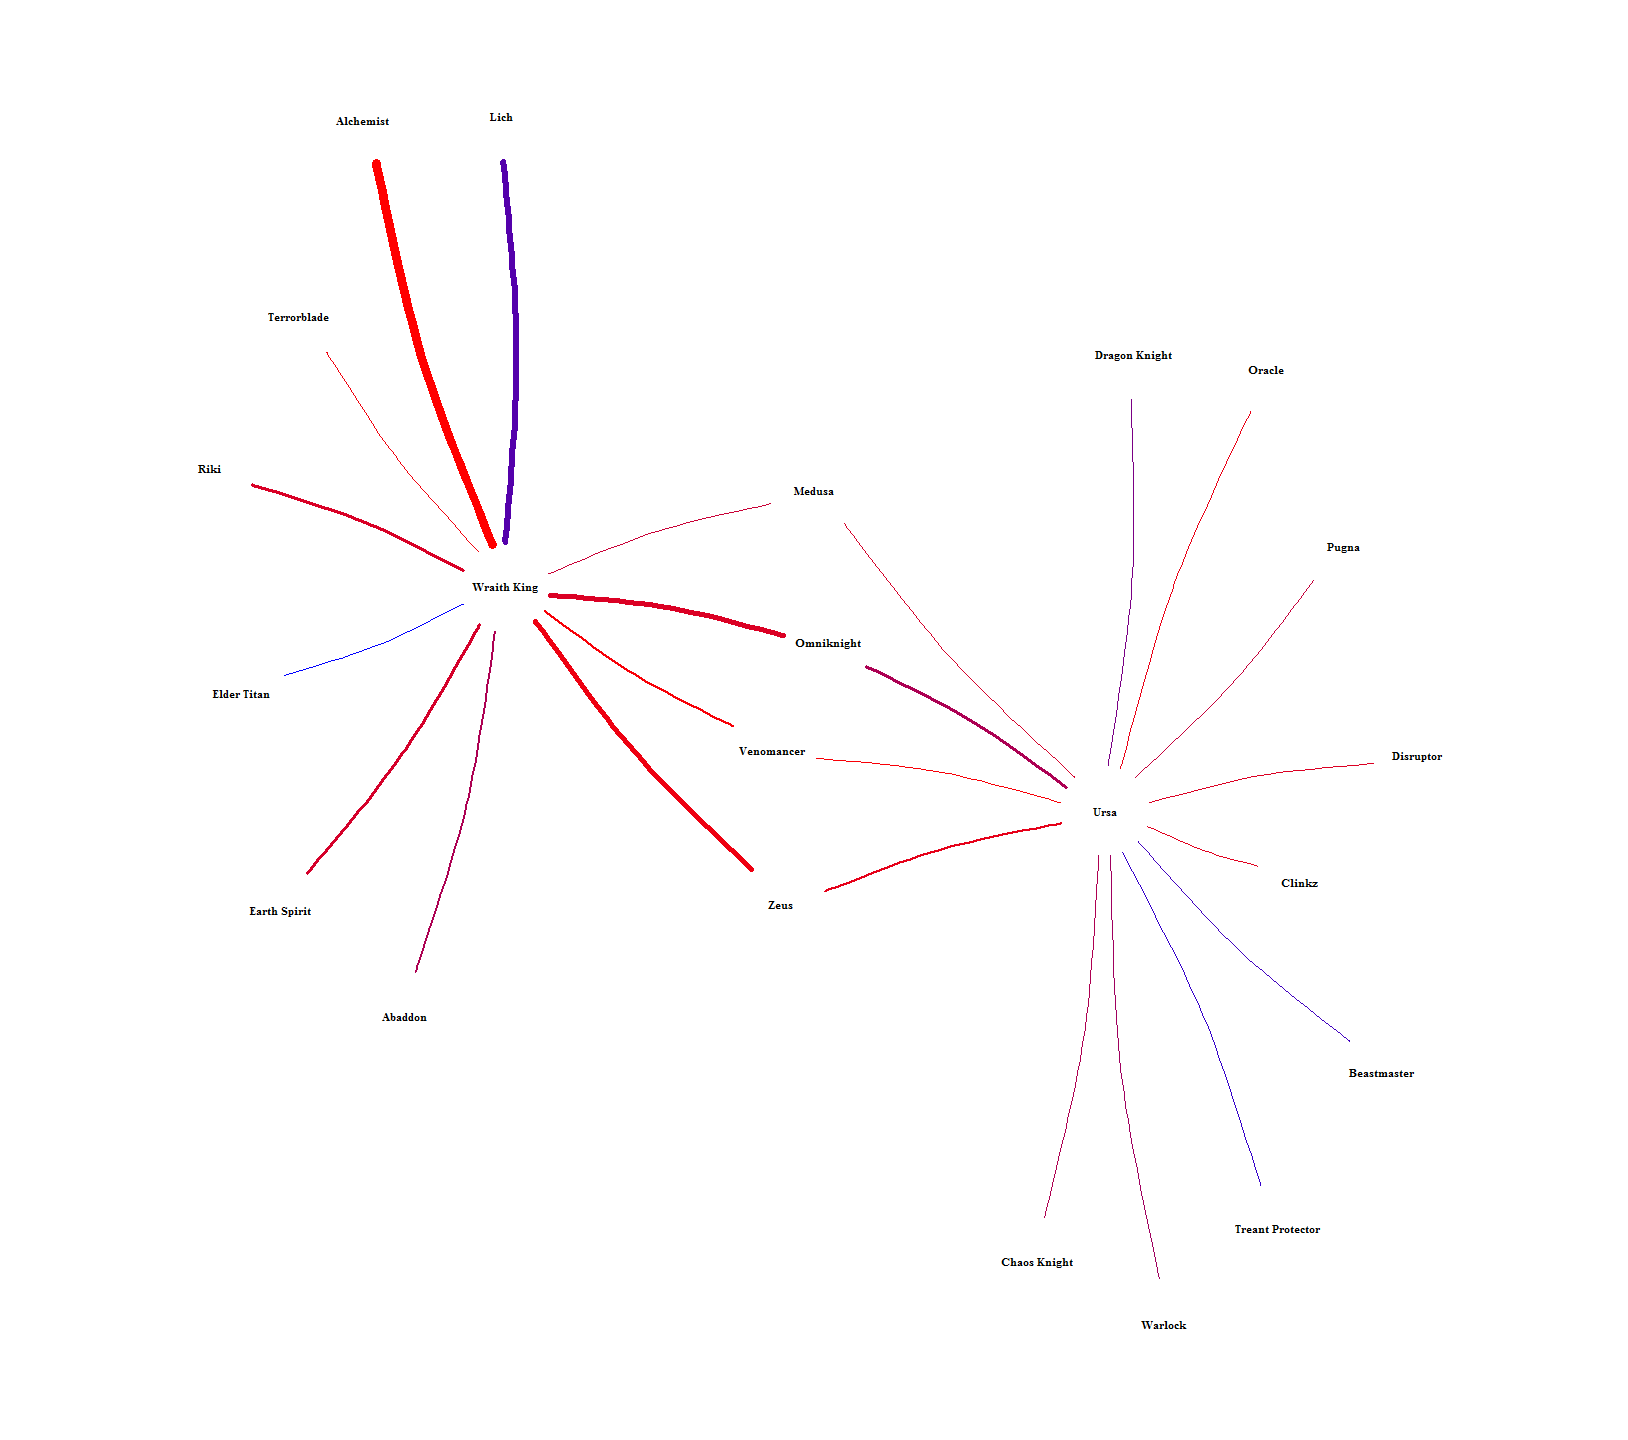 Lich
Alchemist
Terrorblade
Dragon Knight
Oracle
Riki
Medusa
Pugna
Wraith King
Omniknight
Elder Titan
Venomancer
Disruptor
Ursa
Clinkz
Zeus
Earth Spirit
Abaddon
Beastmaster
Treant Protector
Chaos Knight
Warlock